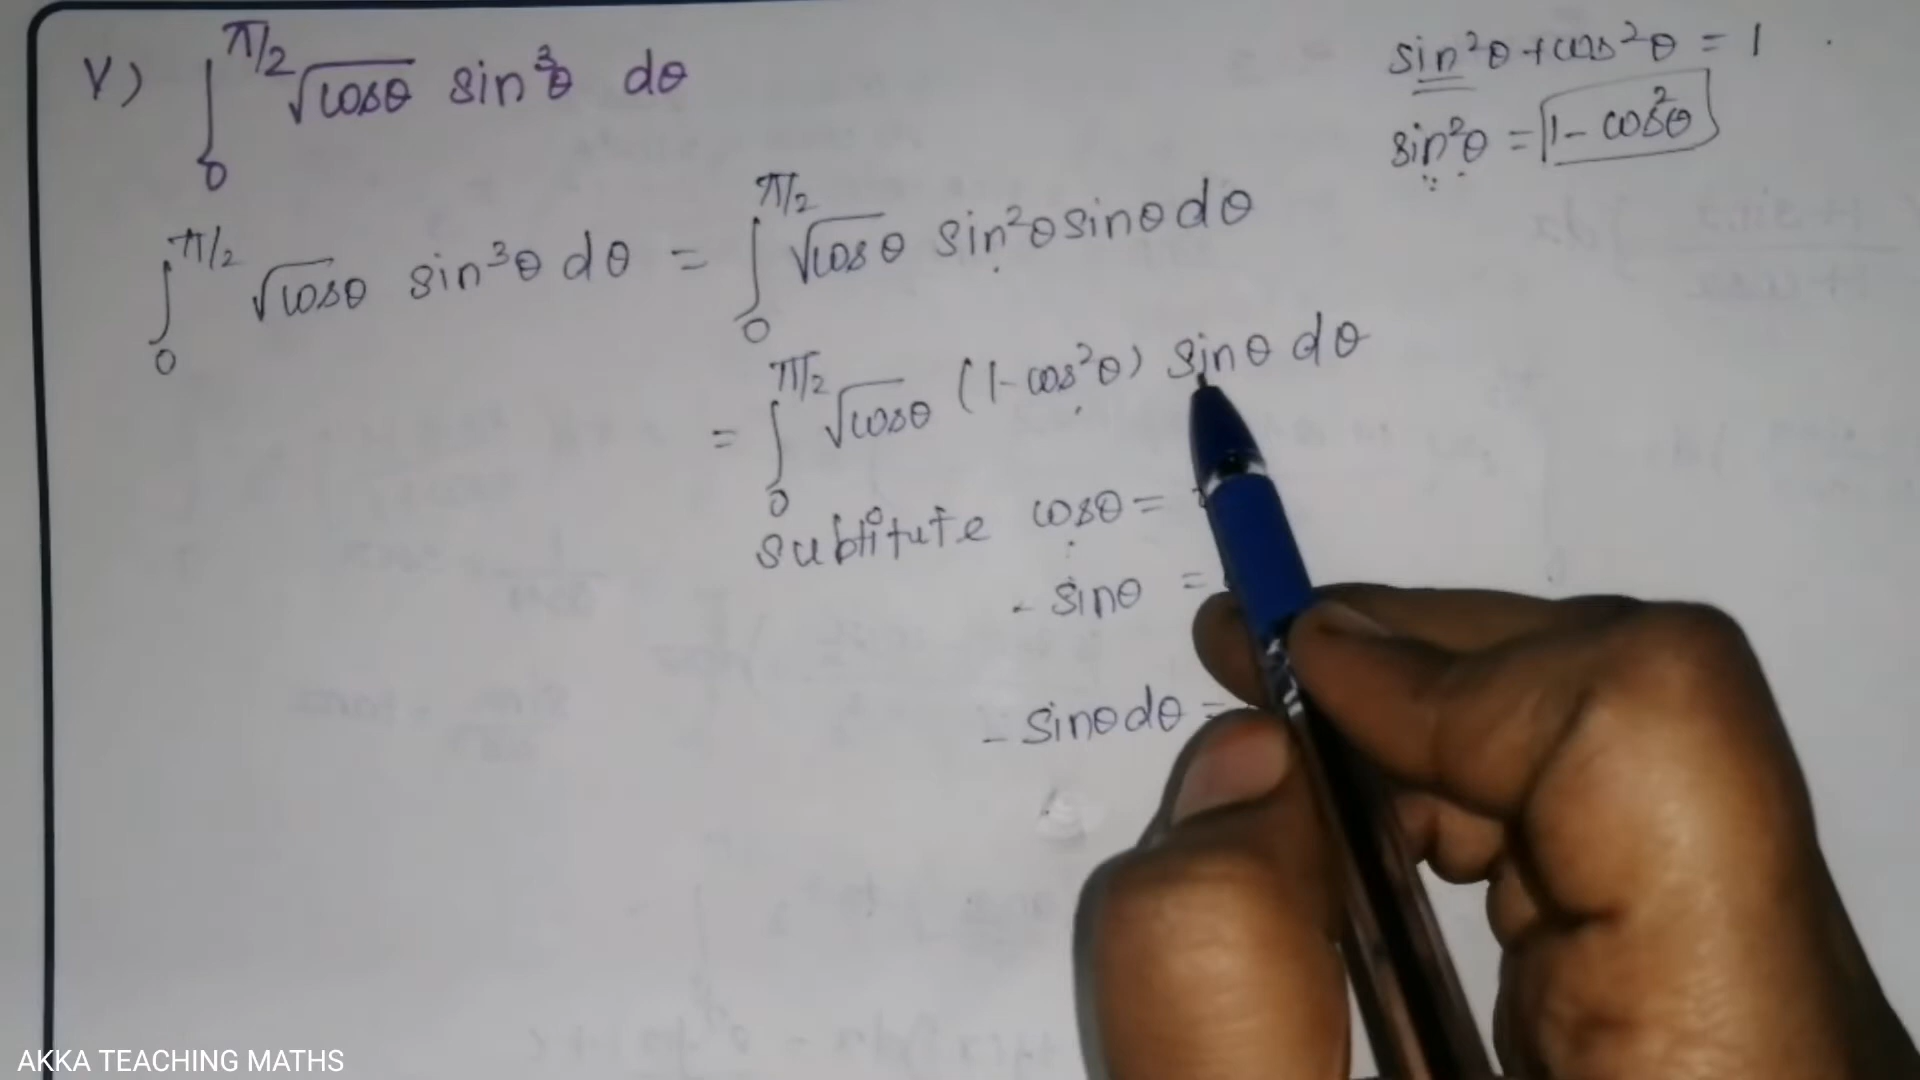 V) ∫₀^π/2 √cosθ sin³θ dθ
sin²θ + cos²θ = 1
sin²θ = 1 - cos²θ
∫₀^π/2 √cosθ sin³θ dθ = ∫₀^π/2 √cosθ sin²θ sinθ dθ
= ∫₀^π/2 √cosθ (1 - cos²θ) sinθ dθ
subtitute cosθ =
- sinθ =
- sinθ dθ =
AKKA TEACHING MATHS